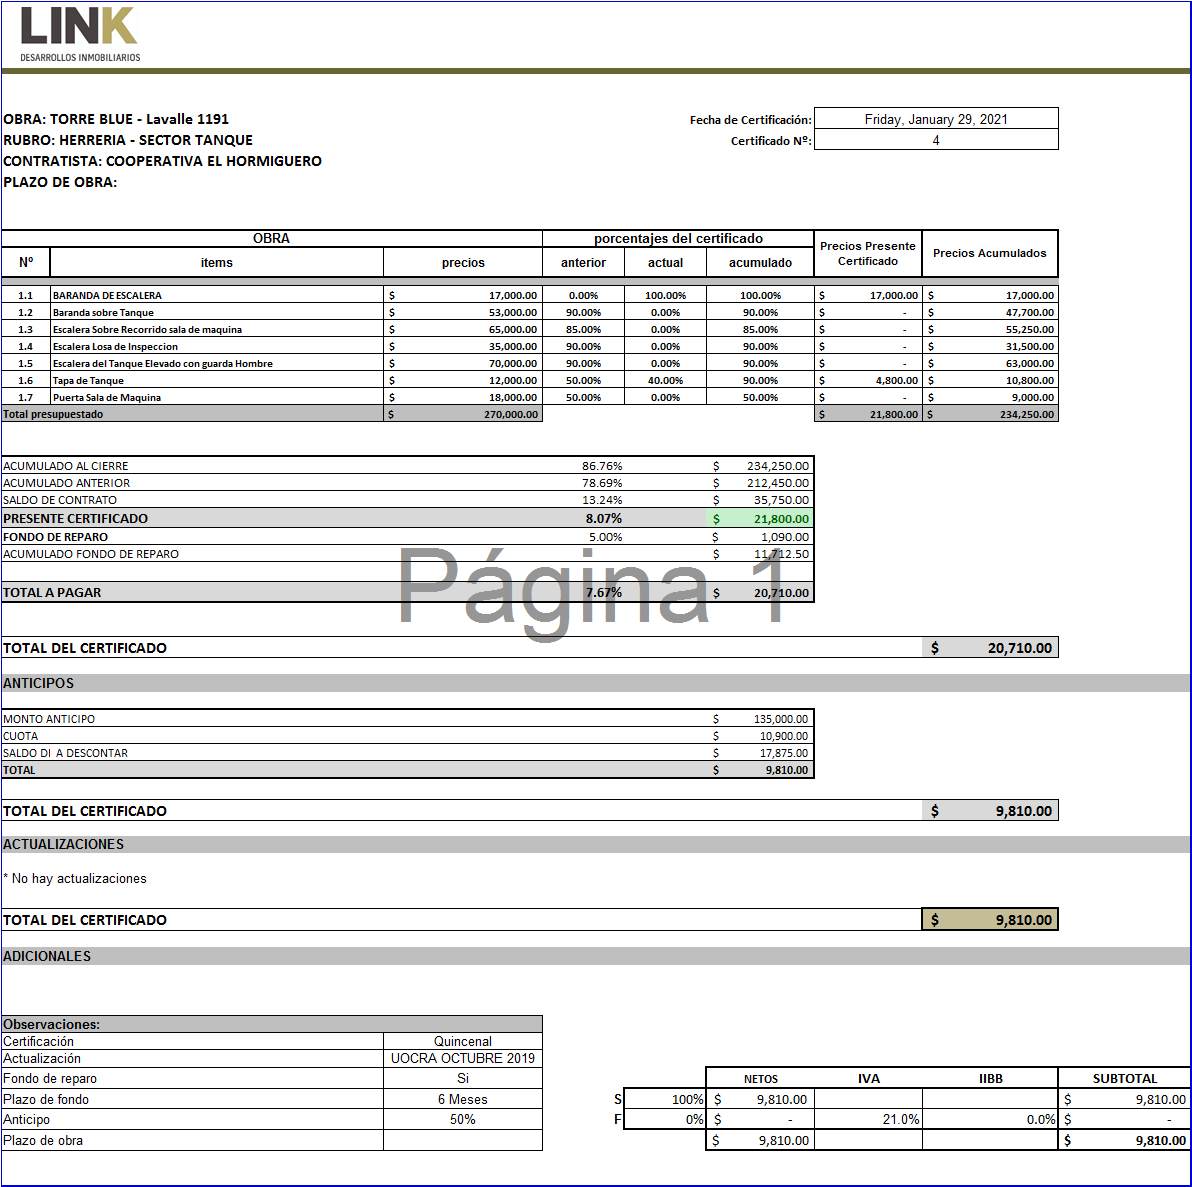 LINK
DESARROLLOS INMOBILIARIOS
OBRA: TORRE BLUE - Lavalle 1191
Fecha de Certificación: Friday, January 29, 2021
RUBRO: HERRERIA - SECTOR TANQUE
Certificado Nº: 4
CONTRATISTA: COOPERATIVA EL HORMIGUERO
PLAZO DE OBRA:
OBRA porcentajes del certificado Precios Presente Certificado Precios Acumulados
Nº items precios anterior actual acumulado
1.1 BARANDA DE ESCALERA $ 17,000.00 0.00% 100.00% 100.00% $ 17,000.00 $ 17,000.00
1.2 Baranda sobre Tanque $ 53,000.00 90.00% 0.00% 90.00% $ - $ 47,700.00
1.3 Escalera Sobre Recorrido sala de maquina $ 65,000.00 85.00% 0.00% 85.00% $ - $ 55,250.00
1.4 Escalera Losa de Inspeccion $ 35,000.00 90.00% 0.00% 90.00% $ - $ 31,500.00
1.5 Escalera del Tanque Elevado con guarda Hombre $ 70,000.00 90.00% 0.00% 90.00% $ - $ 63,000.00
1.6 Tapa de Tanque $ 12,000.00 50.00% 40.00% 90.00% $ 4,800.00 $ 10,800.00
1.7 Puerta Sala de Maquina $ 18,000.00 50.00% 0.00% 50.00% $ - $ 9,000.00
Total presupuestado $ 270,000.00 $ 21,800.00 $ 234,250.00
ACUMULADO AL CIERRE 86.76% $ 234,250.00
ACUMULADO ANTERIOR 78.69% $ 212,450.00
SALDO DE CONTRATO 13.24% $ 35,750.00
PRESENTE CERTIFICADO 8.07% $ 21,800.00
FONDO DE REPARO 5.00% $ 1,090.00
ACUMULADO FONDO DE REPARO $ 11,712.50
Página 1
TOTAL A PAGAR 7.67% $ 20,710.00
TOTAL DEL CERTIFICADO $ 20,710.00
ANTICIPOS
MONTO ANTICIPO $ 135,000.00
CUOTA $ 10,900.00
SALDO DI A DESCONTAR $ 17,875.00
TOTAL $ 9,810.00
TOTAL DEL CERTIFICADO $ 9,810.00
ACTUALIZACIONES
* No hay actualizaciones
TOTAL DEL CERTIFICADO $ 9,810.00
ADICIONALES
Observaciones:
Certificación Quincenal
Actualización UOCRA OCTUBRE 2019
Fondo de reparo Si
Plazo de fondo 6 Meses
Anticipo 50%
Plazo de obra
NETOS IVA IIBB SUBTOTAL
S 100% $ 9,810.00 $ 9,810.00
F 0% $ - 21.0% 0.0% $ -
$ 9,810.00 $ 9,810.00